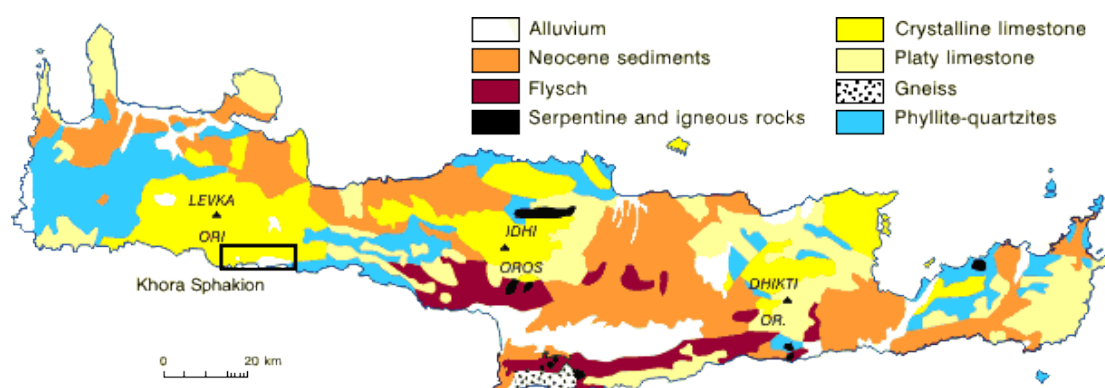 Alluvium
Neocene sediments
Flysch
Serpentine and igneous rocks
Crystalline limestone
Platy limestone
Gneiss
Phyllite-quartzites
LEVKA
ORI
IDHI
OROS
DHIKTI
OR.
Khora Sphakion
0 20 km